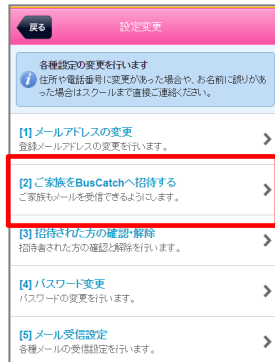 戻る
設定変更
各種設定の変更を行います
住所や電話番号に変更があった場合や、お名前に誤りがあ
った場合はスクールまで直接ご連絡ください。
[1] メールアドレスの変更
登録メールアドレスの変更を行います。
[2] ご家族をBusCatchへ招待する
ご家族もメールを受信できるようにします。
[3] 招待された方の確認・解除
招待された方の確認と解除を行います。
[4] パスワード変更
パスワードの変更を行います。
[5] メール受信設定
各種メールの受信設定を行います。